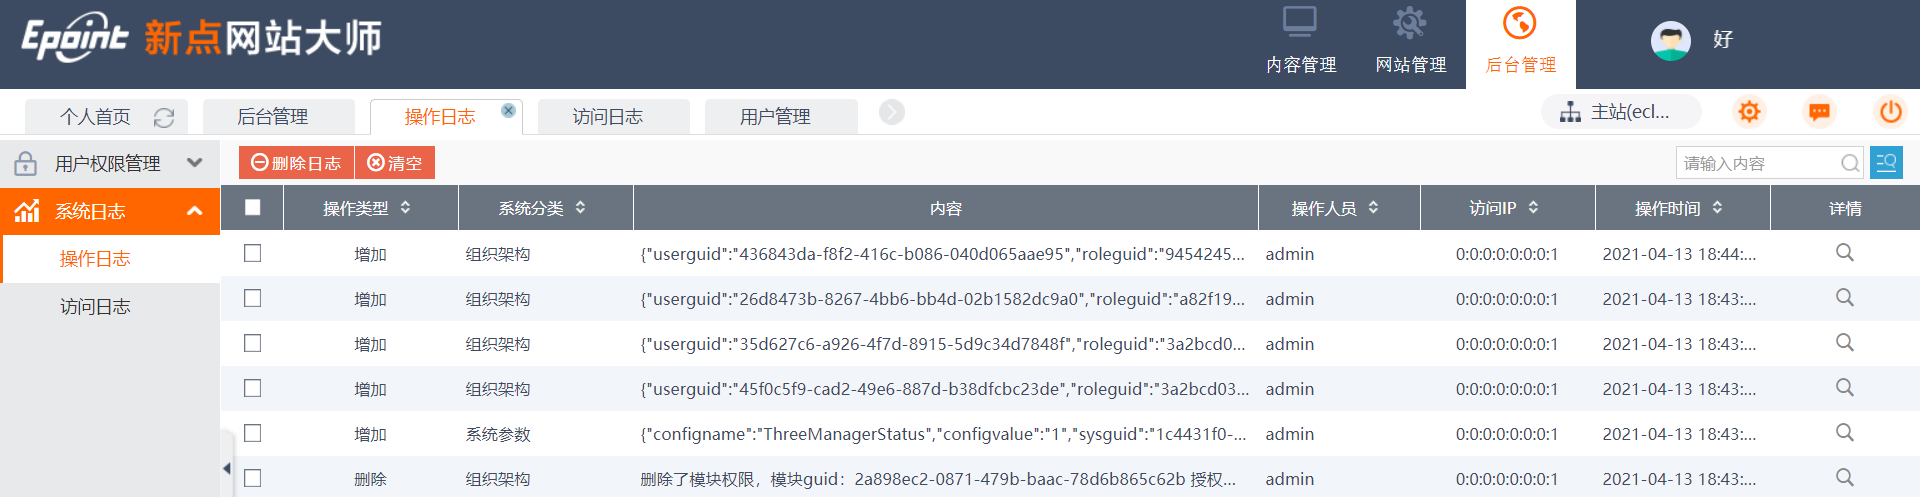 Epoint 新点网站大师
内容管理 网站管理 后台管理 好
个人首页 后台管理 操作日志 访问日志 用户管理 主站(ecl...
用户权限管理 删除日志 清空 请输入内容
系统日志 操作类型 系统分类 内容 操作人员 访问IP 操作时间 详情
操作日志 增加 组织架构 {"userguid":"436843da-f8f2-416c-b086-040d065aae95","roleguid":"9454245... admin 0:0:0:0:0:0:0:1 2021-04-13 18:44:...
访问日志 增加 组织架构 {"userguid":"26d8473b-8267-4bb6-bb4d-02b1582dc9a0","roleguid":"a82f19... admin 0:0:0:0:0:0:0:1 2021-04-13 18:43:...
增加 组织架构 {"userguid":"35d627c6-a926-4f7d-8915-5d9c34d7848f","roleguid":"3a2bcd0... admin 0:0:0:0:0:0:0:1 2021-04-13 18:43:...
增加 组织架构 {"userguid":"45f0c5f9-cad2-49e6-887d-b38dfcbc23de","roleguid":"3a2bcd03... admin 0:0:0:0:0:0:0:1 2021-04-13 18:43:...
增加 系统参数 {"configname":"ThreeManagerStatus","configvalue":"1","sysguid":"1c4431f0-... admin 0:0:0:0:0:0:0:1 2021-04-13 18:43:...
删除 组织架构 删除了模块权限，模块guid：2a898ec2-0871-479b-baac-78d6b865c62b 授权... admin 0:0:0:0:0:0:0:1 2021-04-13 18:43:...